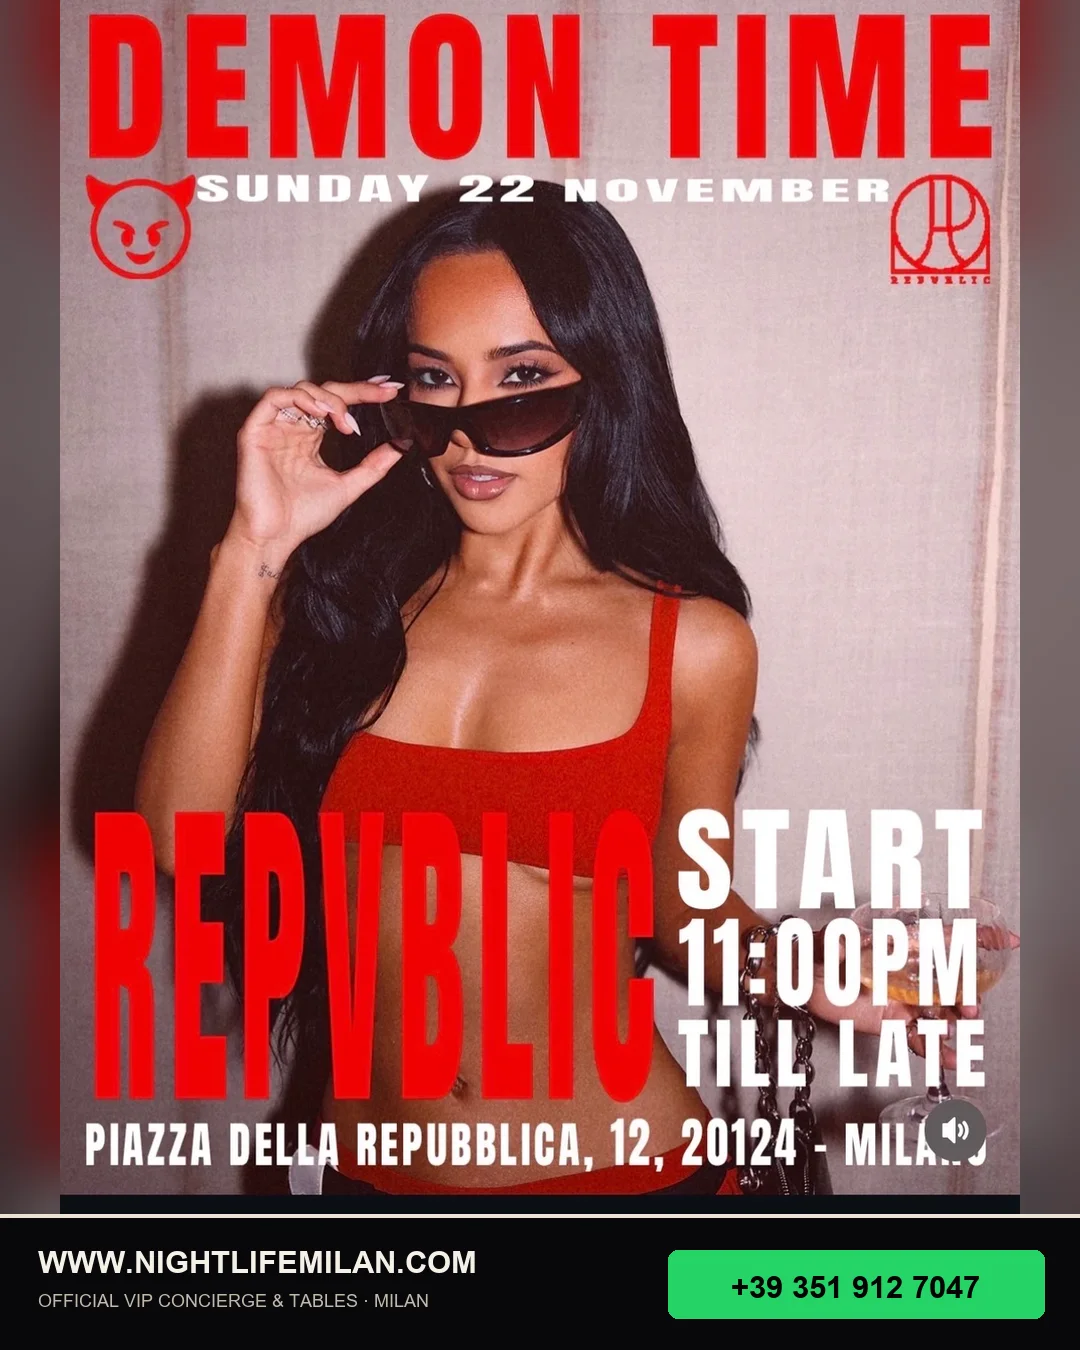 DEMON TIME
SUNDAY 22 NOVEMBER
REPVBLIC
REPVBLIC
START
11:00PM
TILL LATE
PIAZZA DELLA REPUBBLICA, 12, 20124 - MILANO
WWW.NIGHTLIFEMILAN.COM
OFFICIAL VIP CONCIERGE & TABLES · MILAN
+39 351 912 7047